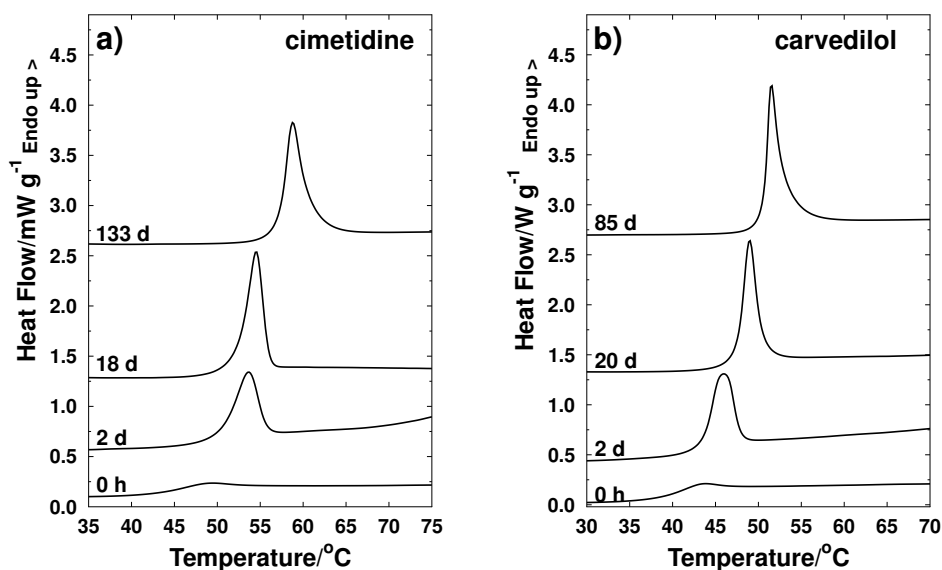 a) cimetidine
Heat Flow/mW g⁻¹ Endo up >
4.5
4.0
3.5
3.0
2.5
2.0
1.5
1.0
0.5
0.0
133 d
18 d
2 d
0 h
35 40 45 50 55 60 65 70 75
Temperature/°C
b) carvedilol
Heat Flow/W g⁻¹ Endo up >
4.5
4.0
3.5
3.0
2.5
2.0
1.5
1.0
0.5
0.0
85 d
20 d
2 d
0 h
30 35 40 45 50 55 60 65 70
Temperature/°C